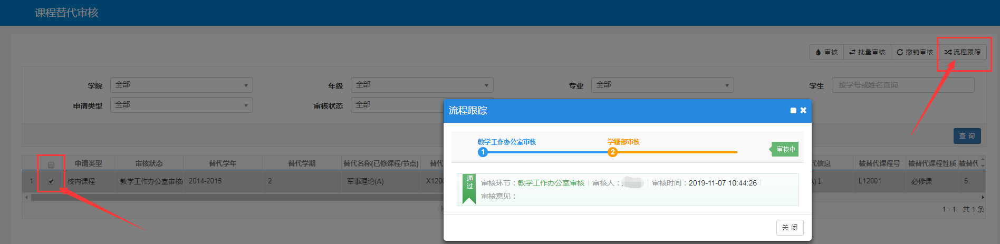 课程替代审核
审核 批量审核 撤销审核 流程跟踪
学院 全部 年级 全部 专业 全部 学生 按学号或姓名查询
申请类型 全部 审核状态 全部
查 询
流程跟踪
教学工作办公室审核 学籍部审核
1 2
审核中
通过
审核环节：教学工作办公室审核 审核人： 审核时间：2019-11-07 10:44:26
审核意见：
关 闭
申请类型 审核状态 替代学年 替代学期 替代名称(已修课程/节点) 替代 代信息 被替代课程号 被替代课程性质 被替代
1 校内课程 教学工作办公室审核 2014-2015 2 军事理论(A) X1200 A) I L12001 必修课 5.
1 - 1 共 1 条